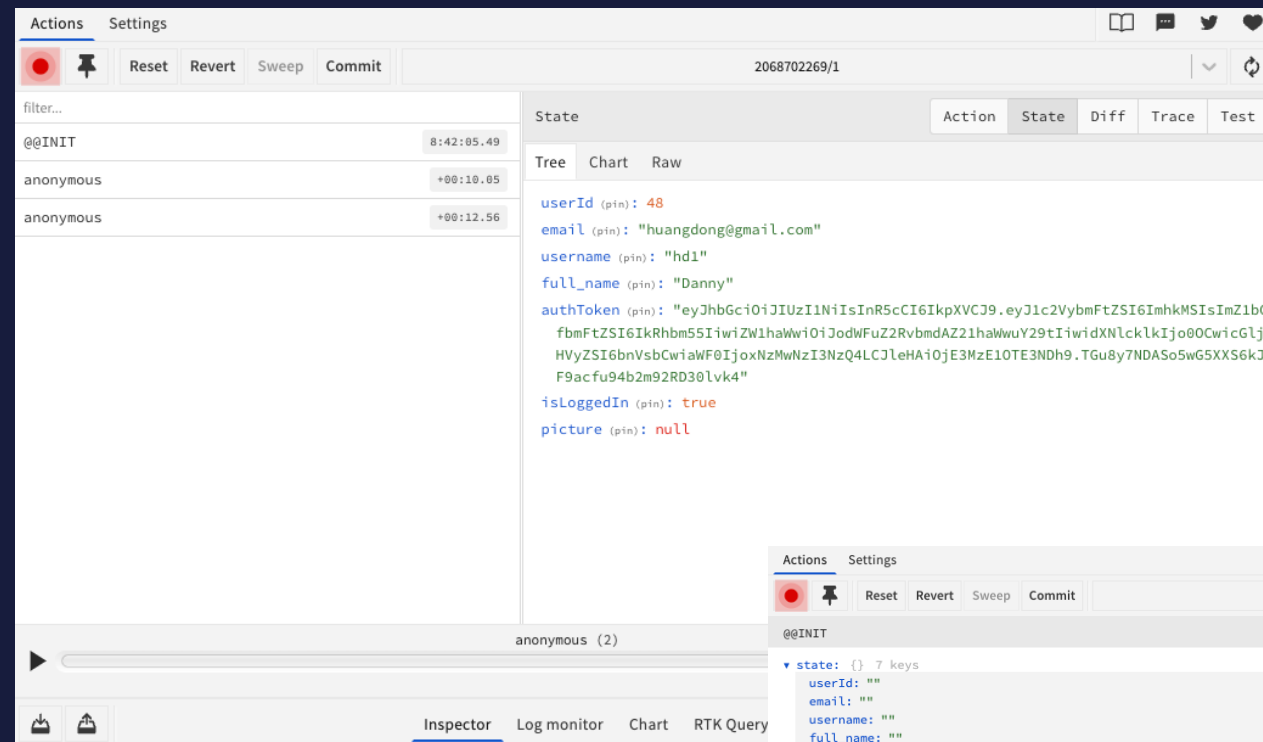 Actions Settings
Reset Revert Sweep Commit 2068702269/1
filter...
@@INIT 8:42:05.49
anonymous +00:10.05
anonymous +00:12.56
State Action State Diff Trace Test
Tree Chart Raw
userId (pin): 48
email (pin): "huangdong@gmail.com"
username (pin): "hd1"
full_name (pin): "Danny"
authToken (pin): "eyJhbGciOiJIUzI1NiIsInR5cCI6IkpXVCJ9.eyJ1c2VybmFtZSI6ImhkMSIsImZ1b
fbmFtZSI6IkRhbm55IiwiZW1haWwiOiJodWFuZ2RvbmdAZ21haWwuY29tIiwidXNlcklkIjo0OCwicGlj
HVyZSI6bnVsbCwiaWF0IjoxNzMwNzI3NzQ4LCJleHAiOjE3MzE1OTE3NDh9.TGu8y7NDASo5wG5XXS6kJ
F9acfu94b2m92RD30lvk4"
isLoggedIn (pin): true
picture (pin): null
anonymous (2)
Inspector Log monitor Chart RTK Query
Actions Settings
Reset Revert Sweep Commit
@@INIT
state: {} 7 keys
userId: ""
email: ""
username: ""
full_name: ""